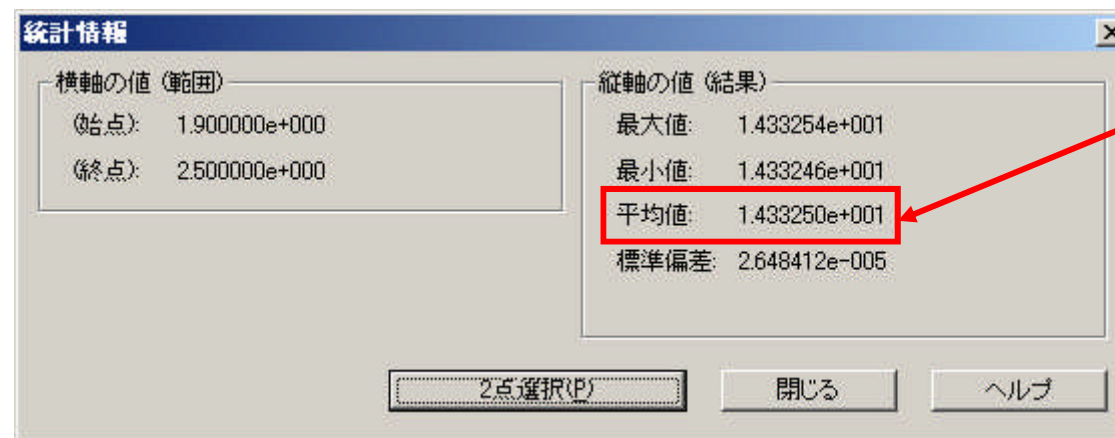 統計情報
横軸の値 (範囲)
(始点): 1.900000e+000
(終点): 2.500000e+000
縦軸の値 (結果)
最大値: 1.433254e+001
最小値: 1.433246e+001
平均値: 1.433250e+001
標準偏差: 2.648412e-005
2点選択(P)
閉じる
ヘルプ